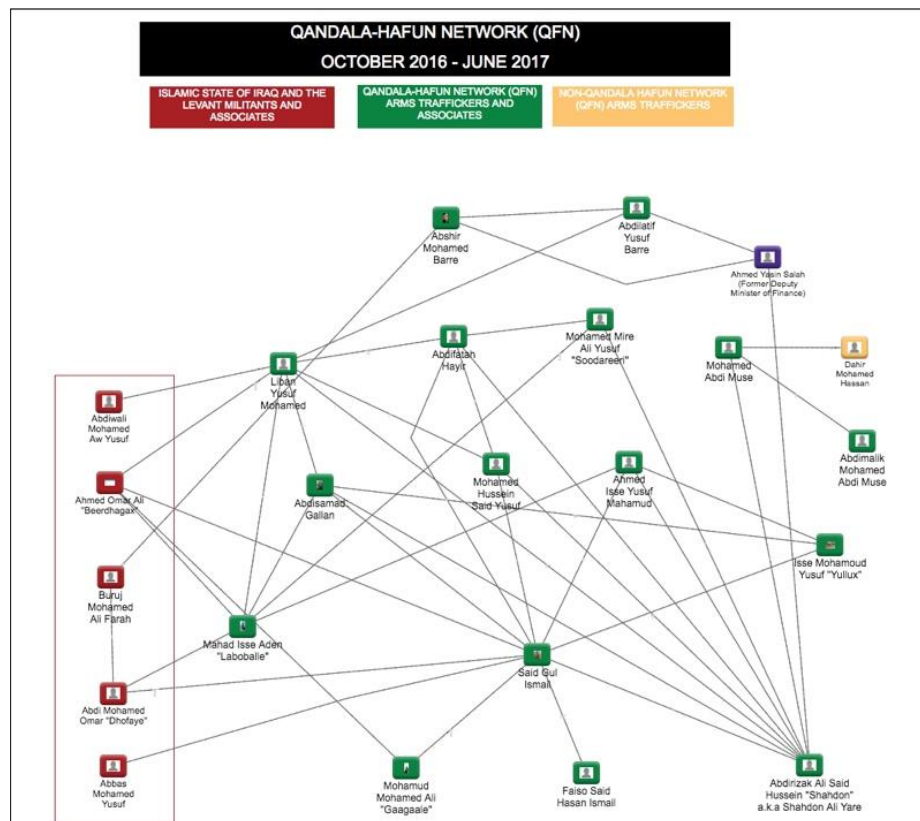 QANDALA-HAFUN NETWORK (QFN)
OCTOBER 2016 - JUNE 2017
ISLAMIC STATE OF IRAQ AND THE
LEVANT MILITANTS AND
ASSOCIATES
QANDALA-HAFUN NETWORK (QFN)
ARMS TRAFFICKERS AND
ASSOCIATES
NON-QANDALA HAFUN NETWORK
(QFN) ARMS TRAFFICKERS
Abshir
Mohamed
Barre
Abdilatif
Yusuf
Barre
Ahmed Yasin Salah
(Former Deputy
Minister of Finance)
Liban
Yusuf
Mohamed
Abdifatah
Hayir
Mohamed Mire
Ali Yusuf
"Soodareeri"
Mohamed
Abdi Muse
Dahir
Mohamed
Hassan
Abdiwali
Mohamed
Aw Yusuf
Abdimalik
Mohamed
Abdi Muse
Ahmed Omar Ali
"Beerdhagax"
Abdisamad
Gallan
Mohamed
Hussein
Said Yusuf
Ahmed
Isse Yusuf
Mahamud
Isse Mohamoud
Yusuf "Yullux"
Buruj
Mohamed
Ali Farah
Mahad Isse Aden
"Laboballe"
Said Gul
Ismail
Abdi Mohamed
Omar "Dhofaye"
Abbas
Mohamed
Yusuf
Mohamud
Mohamed Ali
"Gaagaale"
Faiso Said
Hasan Ismail
Abdirizak Ali Said
Hussein "Shahdon"
a.k.a Shahdon Ali Yare